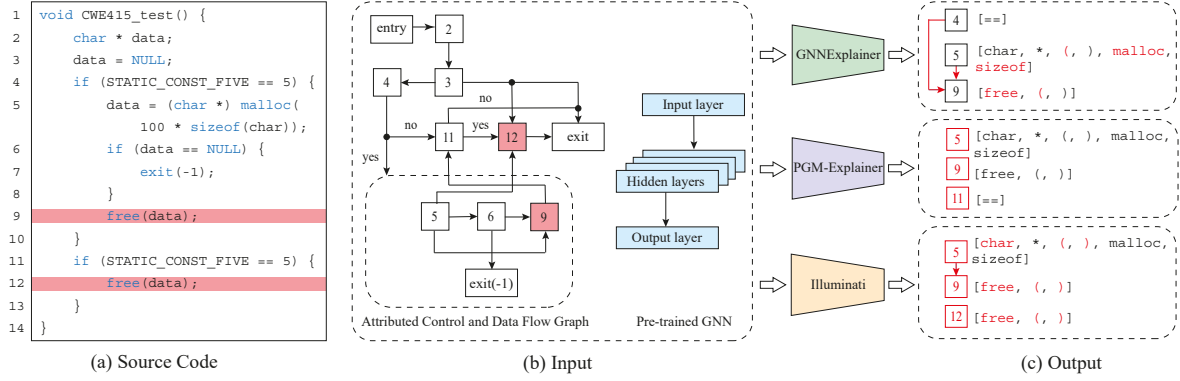 1 void CWE415_test() {
2 char * data;
3 data = NULL;
4 if (STATIC_CONST_FIVE == 5) {
5 data = (char *) malloc(
100 * sizeof(char));
6 if (data == NULL) {
7 exit(-1);
8 }
9 free(data);
10 }
11 if (STATIC_CONST_FIVE == 5) {
12 free(data);
13 }
14 }
(a) Source Code
entry
2
4
3
no
no
11
yes
12
exit
yes
5
6
9
exit(-1)
Attributed Control and Data Flow Graph
Input layer
Hidden layers
Output layer
Pre-trained GNN
(b) Input
GNNExplainer
PGM-Explainer
Illuminati
4 [==]
5 [char, *, (, ), malloc,
sizeof]
9 [free, (, )]
5 [char, *, (, ), malloc,
sizeof]
9 [free, (, )]
11 [==]
5 [char, *, (, ), malloc,
sizeof]
9 [free, (, )]
12 [free, (, )]
(c) Output